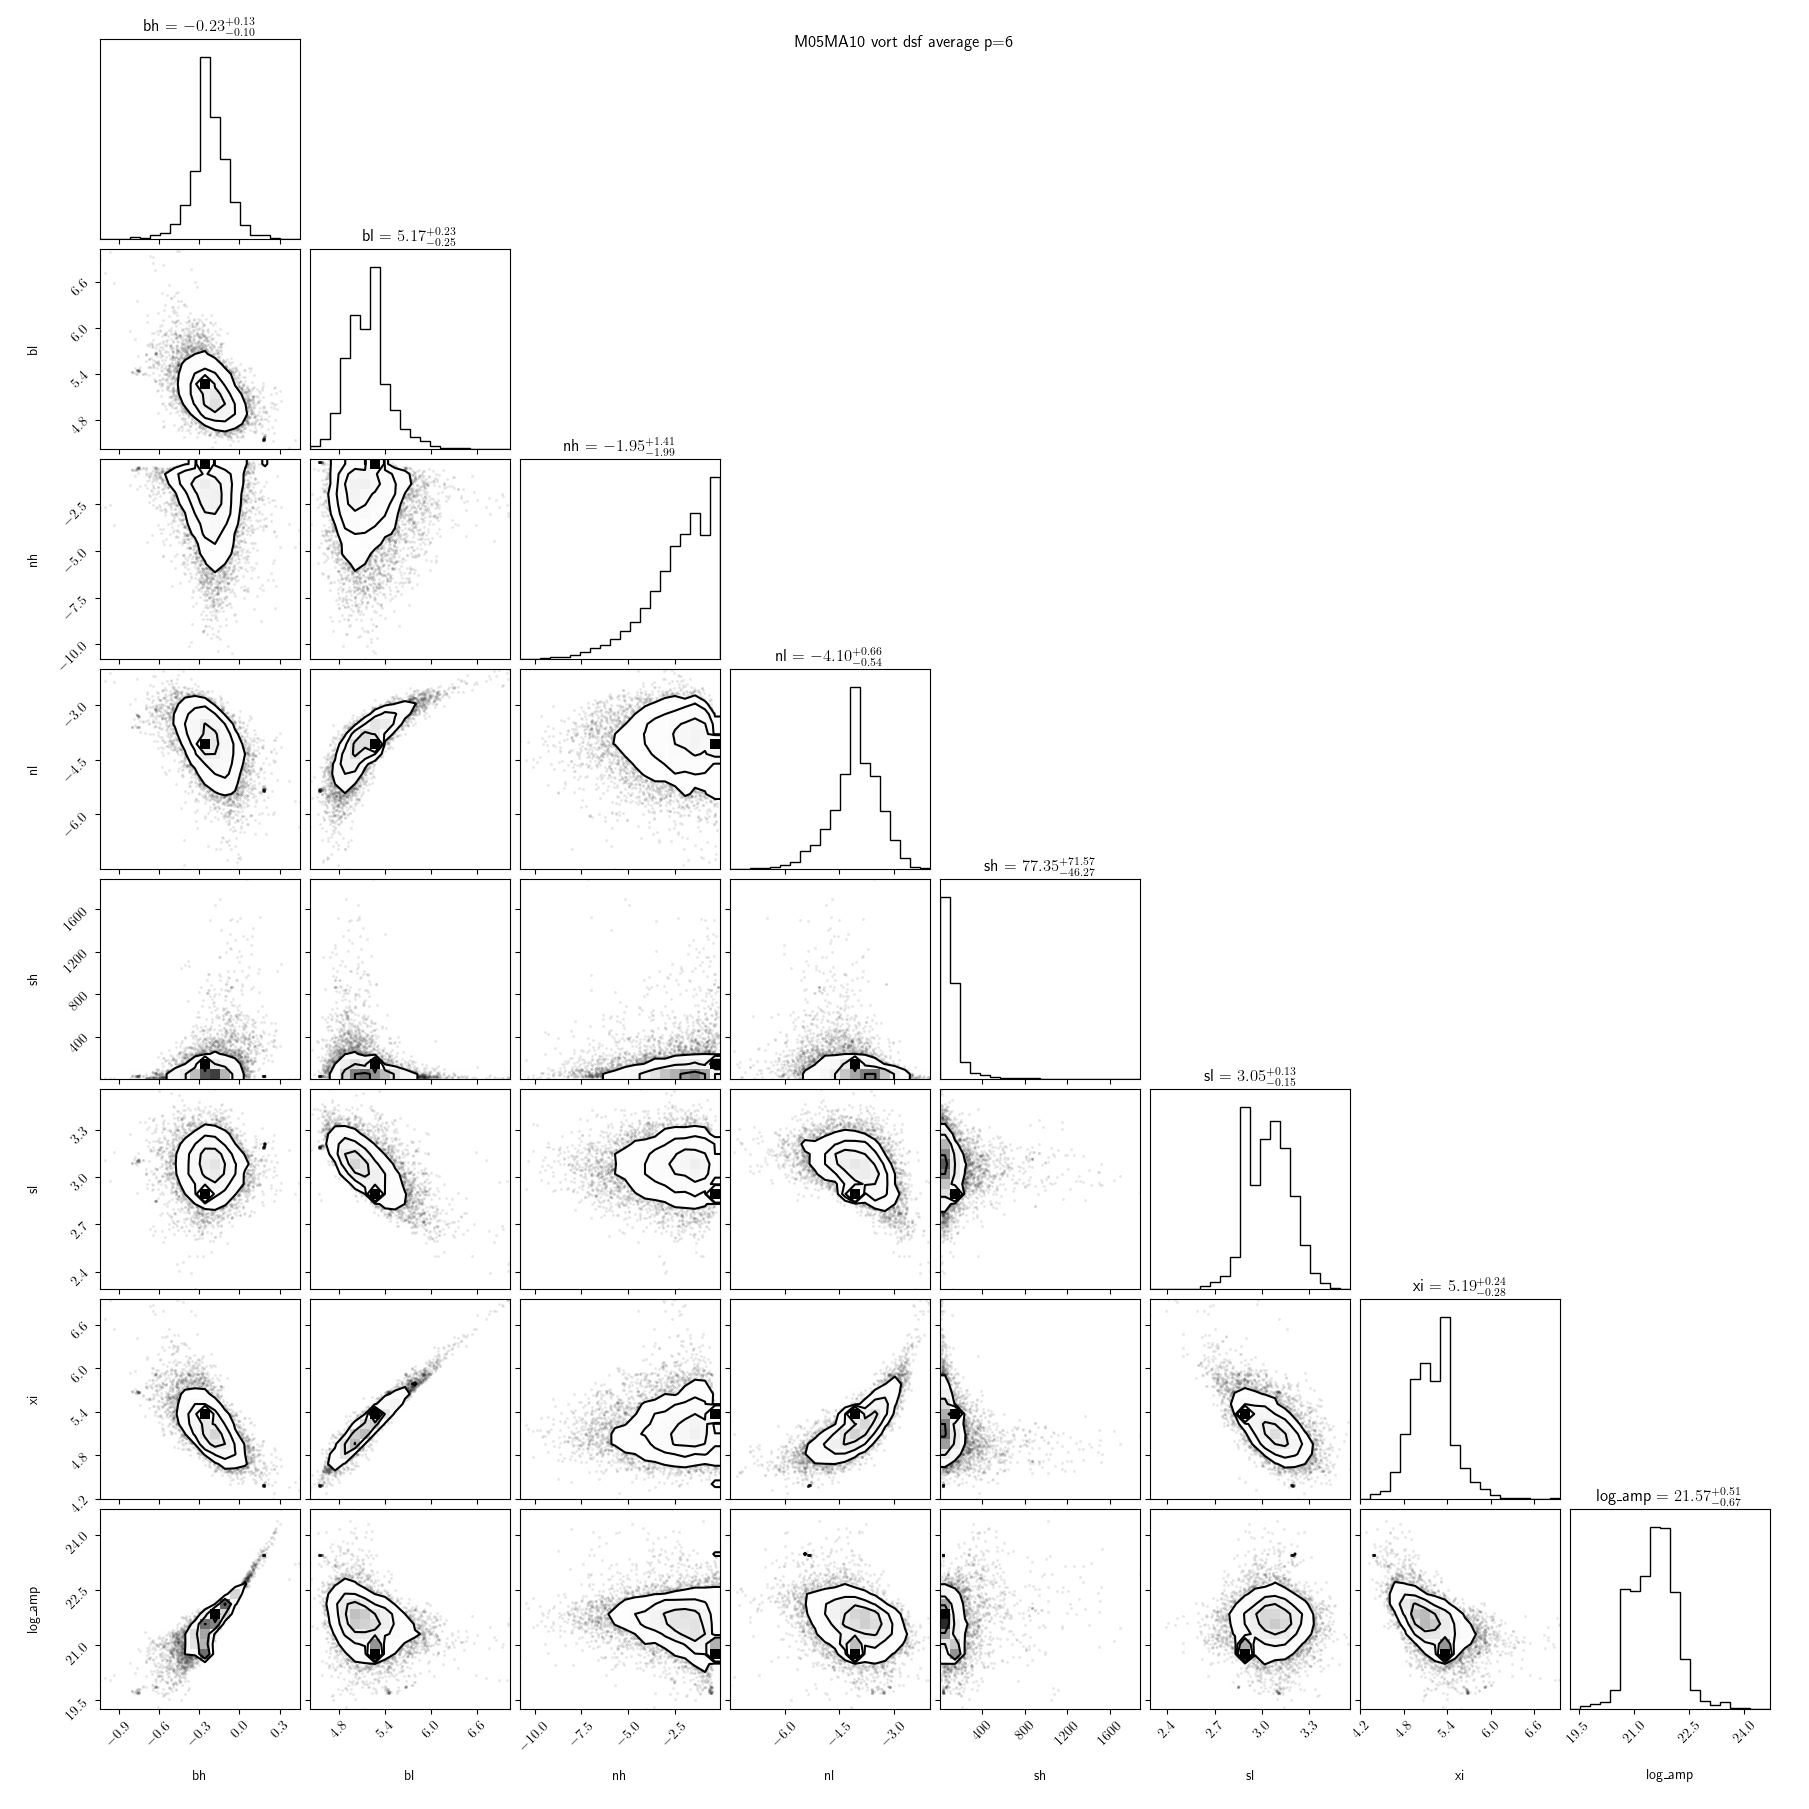 bh = −0.23 +0.13 −0.10
M05MA10 vort dsf average p=6
bl = 5.17 +0.23 −0.25
bl
6.6
6.0
5.4
4.8
nh = −1.95 +1.41 −1.99
nh
−2.5
−5.0
−7.5
−10.0
nl = −4.10 +0.66 −0.54
nl
−3.0
−4.5
−6.0
sh = 77.35 +71.57 −46.27
sh
1600
1200
800
400
sl = 3.05 +0.13 −0.15
sl
3.3
3.0
2.7
2.4
xi = 5.19 +0.24 −0.28
xi
6.6
6.0
5.4
4.8
4.2
log_amp = 21.57 +0.51 −0.67
log_amp
24.0
22.5
21.0
19.5
−0.9 −0.6 −0.3 0.0 0.3 4.8 5.4 6.0 6.6 −10.0 −7.5 −5.0 −2.5 −6.0 −4.5 −3.0 400 800 1200 1600 2.4 2.7 3.0 3.3 4.2 4.8 5.4 6.0 6.6 19.5 21.0 22.5 24.0
bh bl nh nl sh sl xi log_amp